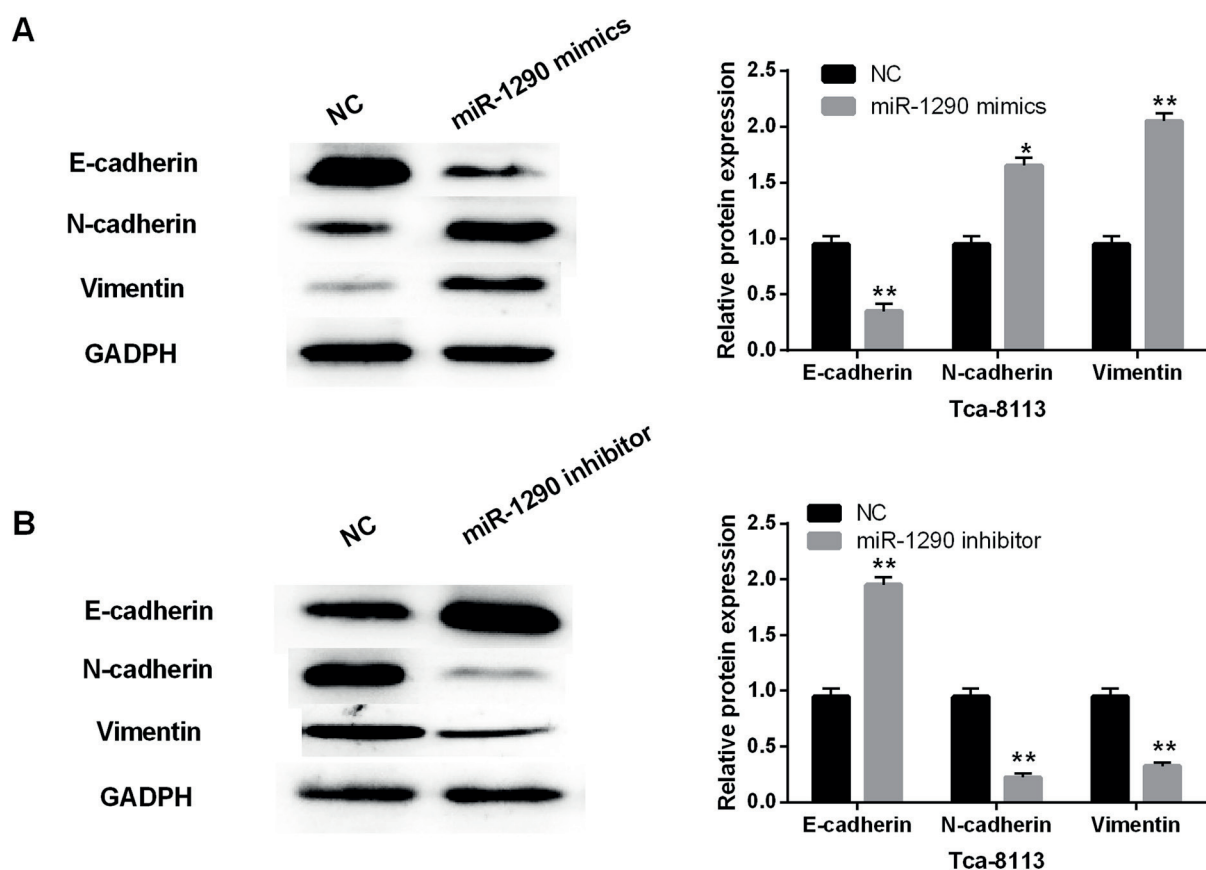 A
NC
miR-1290 mimics
E-cadherin
N-cadherin
Vimentin
GADPH
Relative protein expression
2.5
2.0
1.5
1.0
0.5
0.0
NC
miR-1290 mimics
**
*
**
E-cadherin N-cadherin Vimentin
Tca-8113
B
NC
miR-1290 inhibitor
E-cadherin
N-cadherin
Vimentin
GADPH
Relative protein expression
2.5
2.0
1.5
1.0
0.5
0.0
NC
miR-1290 inhibitor
**
**
**
E-cadherin N-cadherin Vimentin
Tca-8113